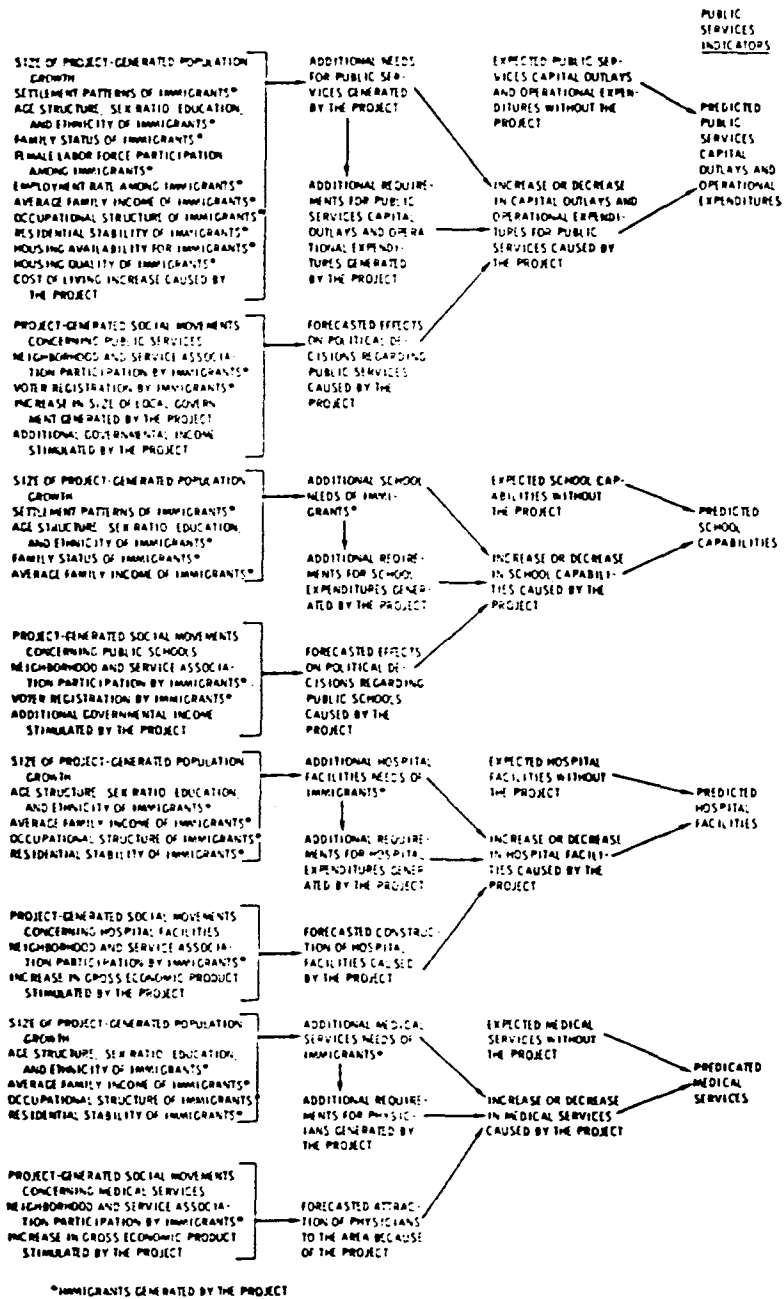 PUBLIC
SERVICES
INDICATORS
SIZE OF PROJECT-GENERATED POPULATION
GROWTH
SETTLEMENT PATTERNS OF IMMIGRANTS*
AGE STRUCTURE, SEX RATIO, EDUCATION,
AND ETHNICITY OF IMMIGRANTS*
FAMILY STATUS OF IMMIGRANTS*
FEMALE LABOR FORCE PARTICIPATION
AMONG IMMIGRANTS*
EMPLOYMENT RATE AMONG IMMIGRANTS*
AVERAGE FAMILY INCOME OF IMMIGRANTS*
OCCUPATIONAL STRUCTURE OF IMMIGRANTS*
RESIDENTIAL STABILITY OF IMMIGRANTS*
HOUSING AVAILABILITY FOR IMMIGRANTS*
HOUSING QUALITY OF IMMIGRANTS*
COST OF LIVING INCREASE CAUSED BY
THE PROJECT
ADDITIONAL NEEDS
FOR PUBLIC SER-
VICES GENERATED
BY THE PROJECT
ADDITIONAL REQUIRE-
MENTS FOR PUBLIC
SERVICES CAPITAL
OUTLAYS AND OPERA
TIONAL EXPENDI-
TURES GENERATED
BY THE PROJECT
EXPECTED PUBLIC SER-
VICES CAPITAL OUTLAYS
AND OPERATIONAL EXPEN-
DITURES WITHOUT THE
PROJECT
INCREASE OR DECREASE
IN CAPITAL OUTLAYS AND
OPERATIONAL EXPENDI-
TURES FOR PUBLIC
SERVICES CAUSED BY
THE PROJECT
PREDICTED
PUBLIC
SERVICES
CAPITAL
OUTLAYS AND
OPERATIONAL
EXPENDITURES
PROJECT-GENERATED SOCIAL MOVEMENTS
CONCERNING PUBLIC SERVICES
NEIGHBORHOOD AND SERVICE ASSOCIA-
TION PARTICIPATION BY IMMIGRANTS*
VOTER REGISTRATION BY IMMIGRANTS*
INCREASE IN SIZE OF LOCAL GOVERN
MENT GENERATED BY THE PROJECT
ADDITIONAL GOVERNMENTAL INCOME
STIMULATED BY THE PROJECT
FORECASTED EFFECTS
ON POLITICAL DE-
CISIONS REGARDING
PUBLIC SERVICES
CAUSED BY THE
PROJECT
SIZE OF PROJECT-GENERATED POPULATION
GROWTH
SETTLEMENT PATTERNS OF IMMIGRANTS*
AGE STRUCTURE, SEX RATIO, EDUCATION,
AND ETHNICITY OF IMMIGRANTS*
FAMILY STATUS OF IMMIGRANTS*
AVERAGE FAMILY INCOME OF IMMIGRANTS*
ADDITIONAL SCHOOL
NEEDS OF IMMI-
GRANTS*
ADDITIONAL REQUIRE-
MENTS FOR SCHOOL
EXPENDITURES GENER-
ATED BY THE PROJECT
EXPECTED SCHOOL CAP-
ABILITIES WITHOUT
THE PROJECT
INCREASE OR DECREASE
IN SCHOOL CAPABILI-
TIES CAUSED BY THE
PROJECT
PREDICTED
SCHOOL
CAPABILITIES
PROJECT-GENERATED SOCIAL MOVEMENTS
CONCERNING PUBLIC SCHOOLS
NEIGHBORHOOD AND SERVICE ASSOCIA-
TION PARTICIPATION BY IMMIGRANTS*
VOTER REGISTRATION BY IMMIGRANTS*
ADDITIONAL GOVERNMENTAL INCOME
STIMULATED BY THE PROJECT
FORECASTED EFFECTS
ON POLITICAL DE-
CISIONS REGARDING
PUBLIC SCHOOLS
CAUSED BY THE
PROJECT
SIZE OF PROJECT-GENERATED POPULATION
GROWTH
AGE STRUCTURE, SEX RATIO, EDUCATION,
AND ETHNICITY OF IMMIGRANTS*
AVERAGE FAMILY INCOME OF IMMIGRANTS*
OCCUPATIONAL STRUCTURE OF IMMIGRANTS*
RESIDENTIAL STABILITY OF IMMIGRANTS*
ADDITIONAL HOSPITAL
FACILITIES NEEDS OF
IMMIGRANTS*
ADDITIONAL REQUIRE-
MENTS FOR HOSPITAL
EXPENDITURES GENER
ATED BY THE PROJECT
EXPECTED HOSPITAL
FACILITIES WITHOUT
THE PROJECT
INCREASE OR DECREASE
IN HOSPITAL FACILI-
TIES CAUSED BY THE
PROJECT
PREDICTED
HOSPITAL
FACILITIES
PROJECT-GENERATED SOCIAL MOVEMENTS
CONCERNING HOSPITAL FACILITIES
NEIGHBORHOOD AND SERVICE ASSOCIA-
TION PARTICIPATION BY IMMIGRANTS*
INCREASE IN GROSS ECONOMIC PRODUCT
STIMULATED BY THE PROJECT
FORECASTED CONSTRUC-
TION OF HOSPITAL
FACILITIES CAUSED
BY THE PROJECT
SIZE OF PROJECT-GENERATED POPULATION
GROWTH
AGE STRUCTURE, SEX RATIO, EDUCATION,
AND ETHNICITY OF IMMIGRANTS*
AVERAGE FAMILY INCOME OF IMMIGRANTS*
OCCUPATIONAL STRUCTURE OF IMMIGRANTS*
RESIDENTIAL STABILITY OF IMMIGRANTS*
ADDITIONAL MEDICAL
SERVICES NEEDS OF
IMMIGRANTS*
ADDITIONAL REQUIRE-
MENTS FOR PHYSIC-
IANS GENERATED BY
THE PROJECT
EXPECTED MEDICAL
SERVICES WITHOUT
THE PROJECT
INCREASE OR DECREASE
IN MEDICAL SERVICES
CAUSED BY THE PROJECT
PREDICATED
MEDICAL
SERVICES
PROJECT-GENERATED SOCIAL MOVEMENTS
CONCERNING MEDICAL SERVICES
NEIGHBORHOOD AND SERVICE ASSOCIA-
TION PARTICIPATION BY IMMIGRANTS*
INCREASE IN GROSS ECONOMIC PRODUCT
STIMULATED BY THE PROJECT
FORECASTED ATTRAC-
TION OF PHYSICIANS
TO THE AREA BECAUSE
OF THE PROJECT
*IMMIGRANTS GENERATED BY THE PROJECT